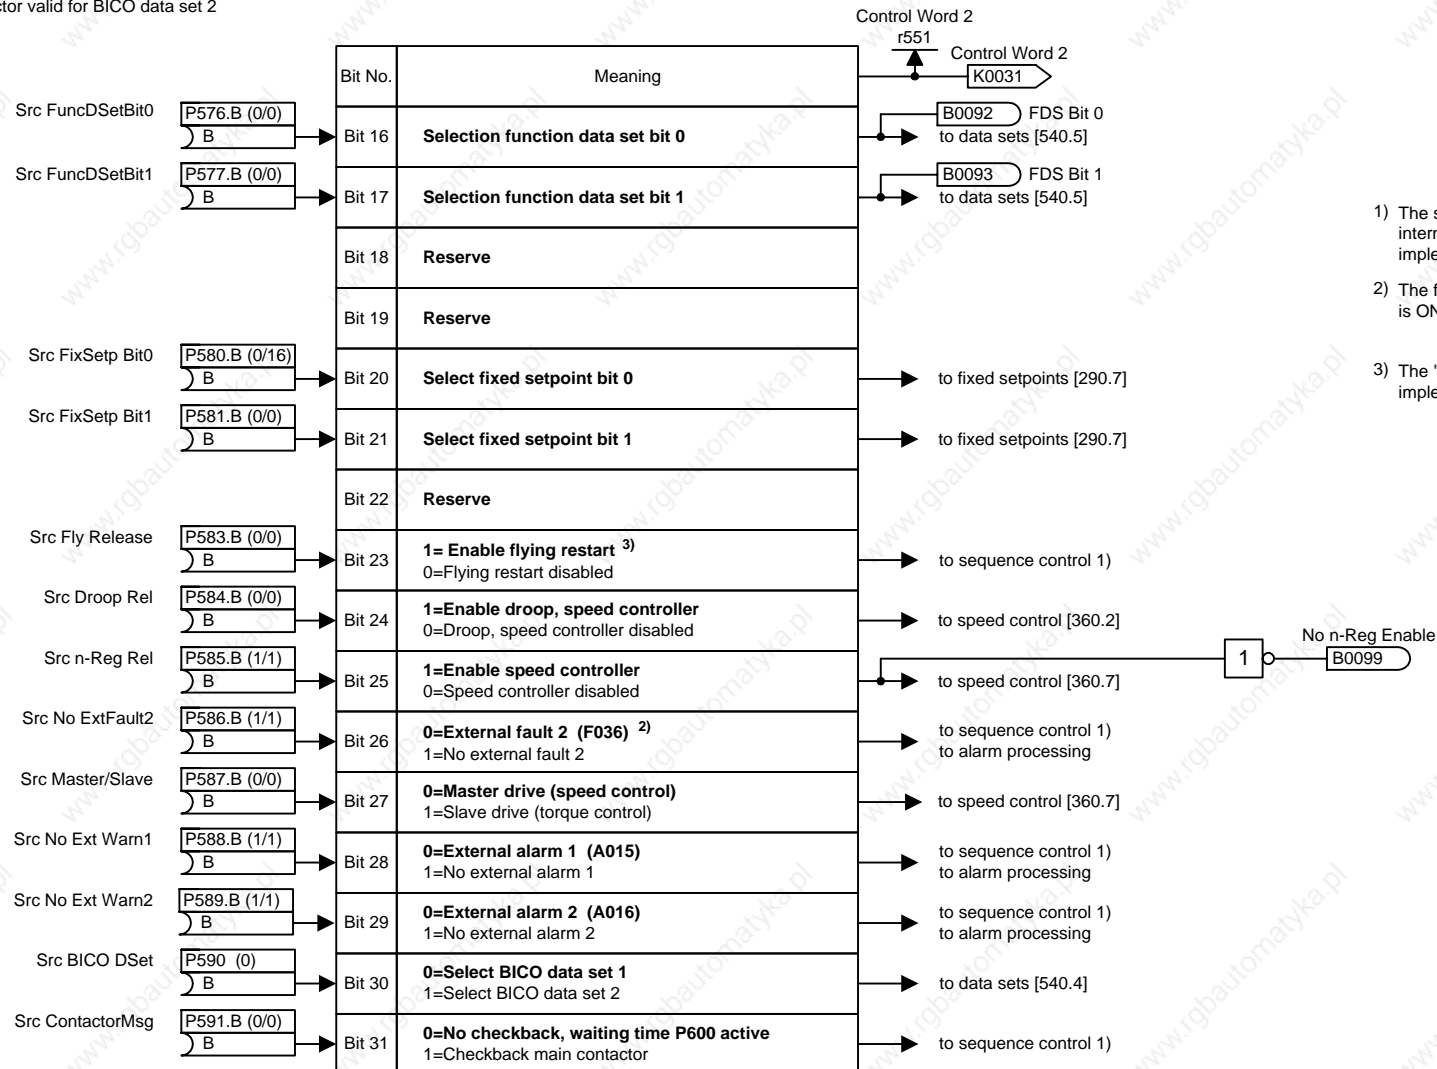 ctor valid for BICO data set 2
Control Word 2
r551
Control Word 2
K0031
Bit No. Meaning
Src FuncDSetBit0 P576.B (0/0) B Bit 16 Selection function data set bit 0 B0092 FDS Bit 0
to data sets [540.5]
Src FuncDSetBit1 P577.B (0/0) B Bit 17 Selection function data set bit 1 B0093 FDS Bit 1
to data sets [540.5]
Bit 18 Reserve
Bit 19 Reserve
Src FixSetp Bit0 P580.B (0/16) B Bit 20 Select fixed setpoint bit 0 to fixed setpoints [290.7]
Src FixSetp Bit1 P581.B (0/0) B Bit 21 Select fixed setpoint bit 1 to fixed setpoints [290.7]
Bit 22 Reserve
Src Fly Release P583.B (0/0) B Bit 23 1= Enable flying restart 3)
0=Flying restart disabled
to sequence control 1)
Src Droop Rel P584.B (0/0) B Bit 24 1=Enable droop, speed controller
0=Droop, speed controller disabled
to speed control [360.2]
Src n-Reg Rel P585.B (1/1) B Bit 25 1=Enable speed controller
0=Speed controller disabled
to speed control [360.7]
1 No n-Reg Enable
B0099
Src No ExtFault2 P586.B (1/1) B Bit 26 0=External fault 2 (F036) 2)
1=No external fault 2
to sequence control 1)
to alarm processing
Src Master/Slave P587.B (0/0) B Bit 27 0=Master drive (speed control)
1=Slave drive (torque control)
to speed control [360.7]
Src No Ext Warn1 P588.B (1/1) B Bit 28 0=External alarm 1 (A015)
1=No external alarm 1
to sequence control 1)
to alarm processing
Src No Ext Warn2 P589.B (1/1) B Bit 29 0=External alarm 2 (A016)
1=No external alarm 2
to sequence control 1)
to alarm processing
Src BICO DSet P590 (0) B Bit 30 0=Select BICO data set 1
1=Select BICO data set 2
to data sets [540.4]
Src ContactorMsg P591.B (0/0) B Bit 31 0=No checkback, waiting time P600 active
1=Checkback main contactor
to sequence control 1)
1) The s
interr
imple
2) The f
is ON
3) The "
imple
www.rgbautomatyka.pl